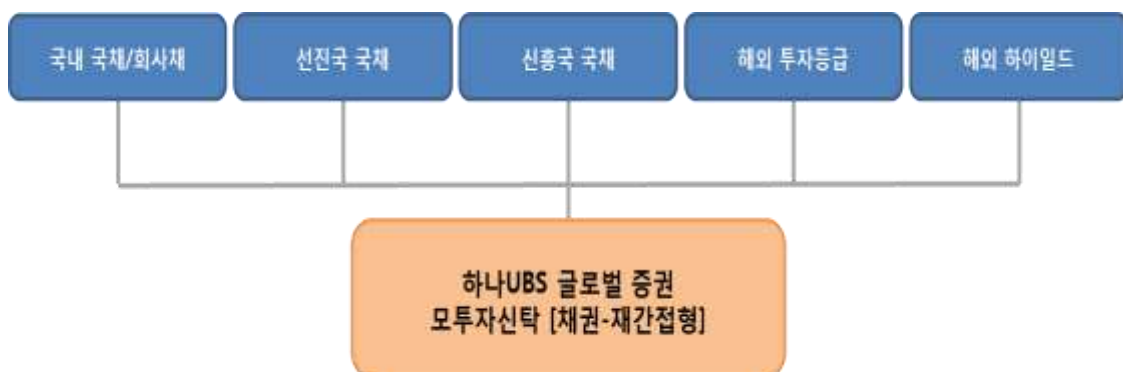 국내 국채/회사채
선진국 국채
신흥국 국채
해외 투자등급
해외 하이일드
하나UBS 글로벌 증권
모투자신탁 [채권-재간접형]